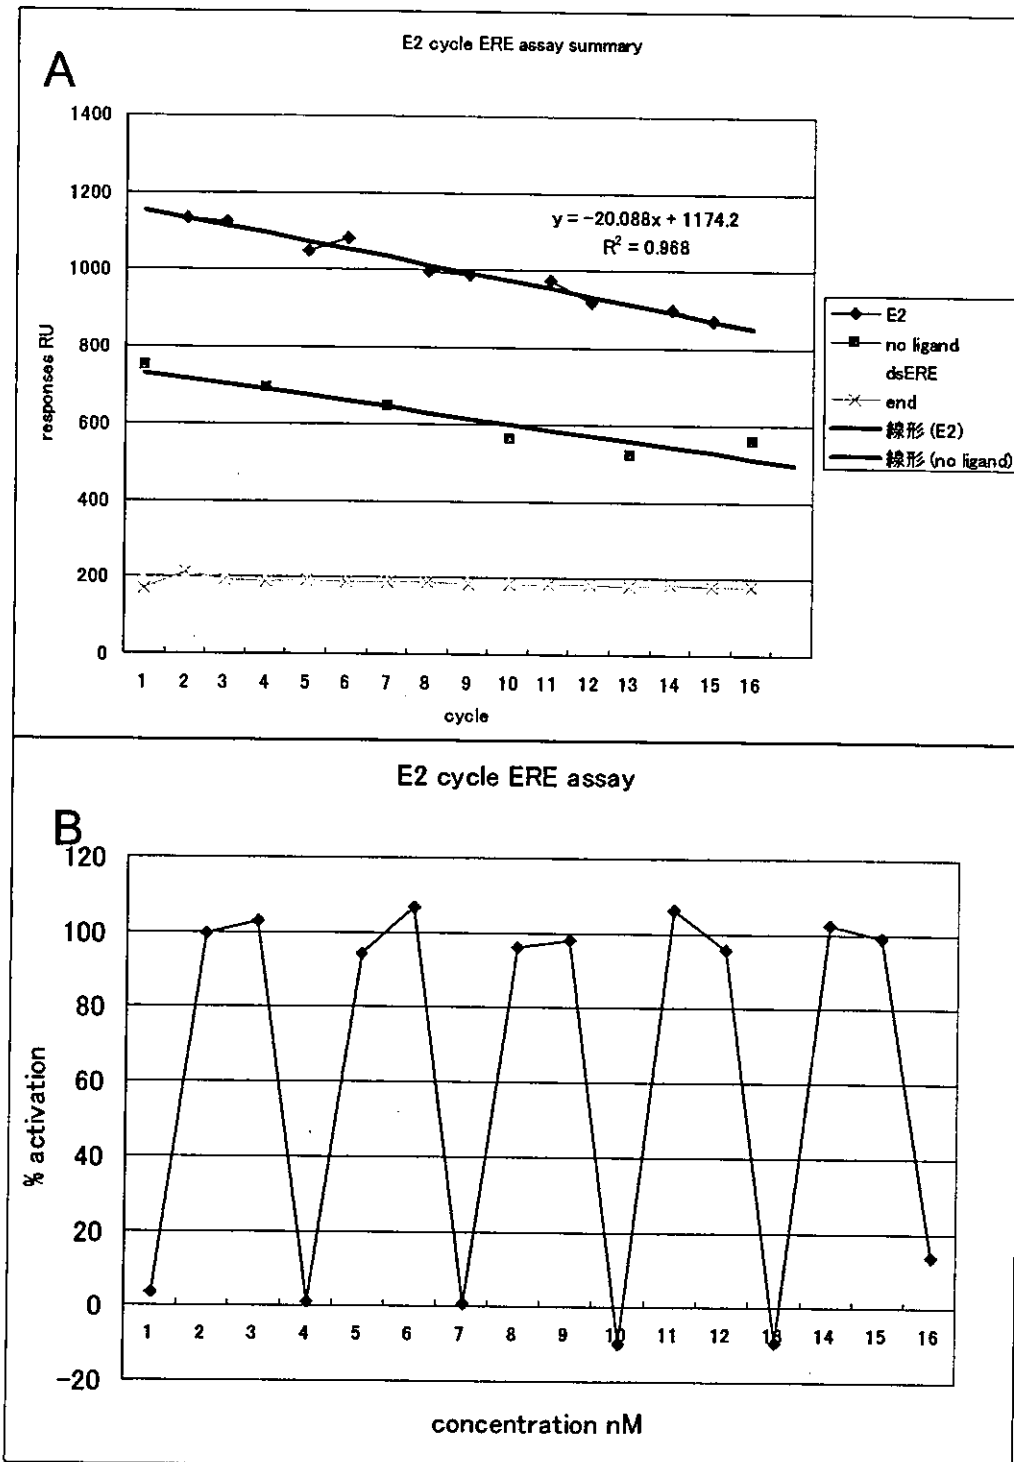 E2 cycle ERE assay summary
A
1400
1200
1000
800
600
400
200
0
responses RU
y = -20.088x + 1174.2
R² = 0.968
1 2 3 4 5 6 7 8 9 10 11 12 13 14 15 16
cycle
E2
no ligand
dsERE
end
線形 (E2)
線形 (no ligand)
E2 cycle ERE assay
B
120
100
80
60
40
20
0
-20
% activation
1 2 3 4 5 6 7 8 9 10 11 12 13 14 15 16
concentration nM